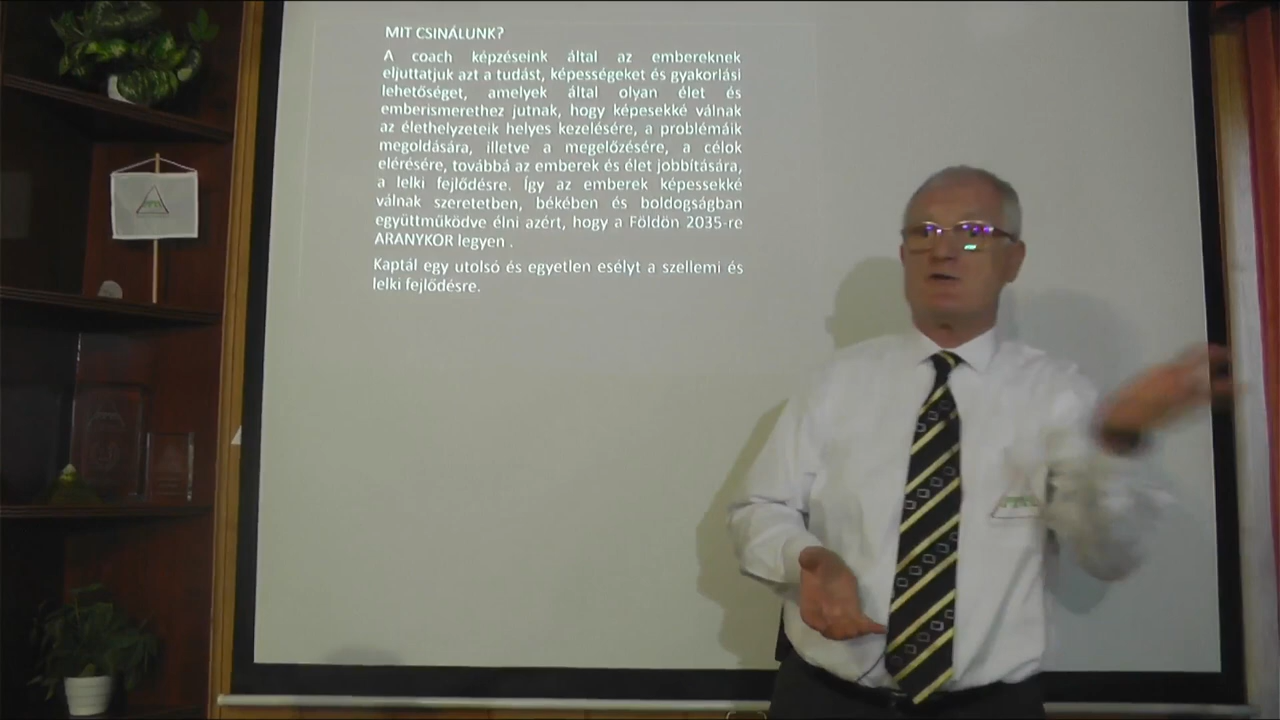 MIT CSINÁLUNK?
A coach képzéseink által az embereknek
eljuttatjuk azt a tudást, képességeket és gyakorlási
lehetőséget, amelyek által olyan élet és
emberismerethez jutnak, hogy képesekké válnak
az élethelyzeteik helyes kezelésére, a problémáik
megoldására, illetve a megelőzésére, a célok
elérésére, továbbá az emberek és élet jobbítására,
a lelki fejlődésre. Így az emberek képessekké
válnak szeretetben, békében és boldogságban
együttműködve élni azért, hogy a Földön 2035-re
ARANYKOR legyen .
Kaptál egy utolsó és egyetlen esélyt a szellemi és
lelki fejlődésre.